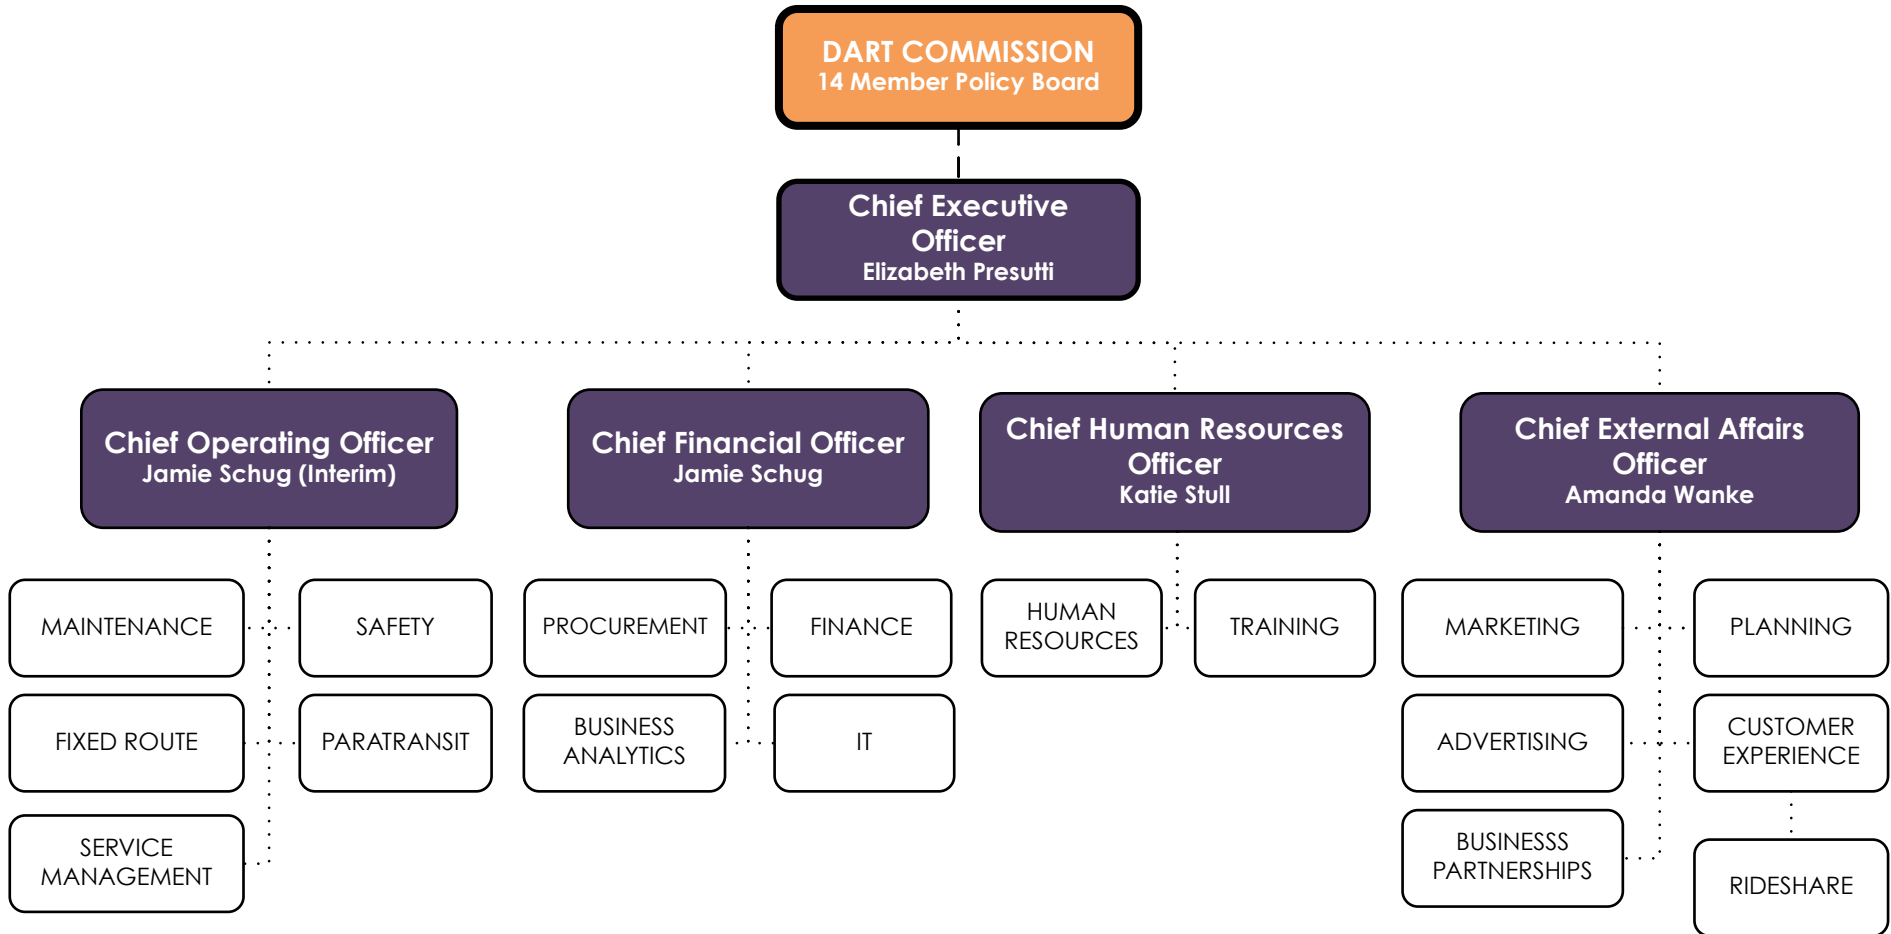 DART COMMISSION
14 Member Policy Board
Chief Executive
Officer
Elizabeth Presutti
Chief Operating Officer
Jamie Schug (Interim)
Chief Financial Officer
Jamie Schug
Chief Human Resources
Officer
Katie Stull
Chief External Affairs
Officer
Amanda Wanke
MAINTENANCE
SAFETY
FIXED ROUTE
PARATRANSIT
SERVICE
MANAGEMENT
PROCUREMENT
FINANCE
BUSINESS
ANALYTICS
IT
HUMAN
RESOURCES
TRAINING
MARKETING
PLANNING
ADVERTISING
CUSTOMER
EXPERIENCE
BUSINESSS
PARTNERSHIPS
RIDESHARE